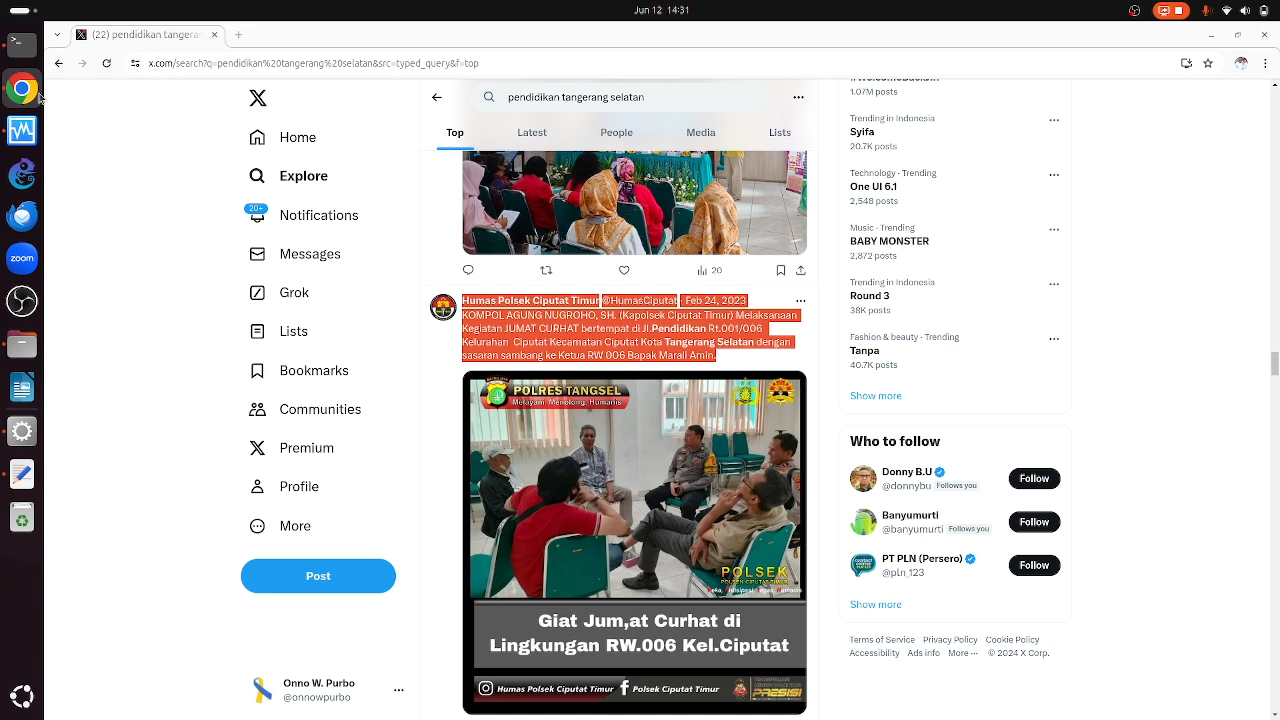 Jun 12 14:31
(22) pendidikan tangeran
x.com/search?q=pendidikan%20tangerang%20selatan&src=typed_query&f=top
zoom
Home
Explore
20+
Notifications
Messages
Grok
Lists
Bookmarks
Communities
Premium
Profile
More
Post
Onno W. Purbo
@onnowpurbo
pendidikan tangerang selatan
Top
Latest
People
Media
Lists
20
Humas Polsek Ciputat Timur @HumasCiputat · Feb 24, 2023
KOMPOL AGUNG NUGROHO, SH. (Kapolsek Ciputat Timur) Melaksanaan
Kegiatan JUMAT CURHAT bertempat di Jl.Pendidikan Rt.001/006
Kelurahan Ciputat Kecamatan Ciputat Kota Tangerang Selatan dengan
sasaran sambang ke Ketua RW 006 Bapak Marali Amin.
POLRES TANGSEL
Melayani, Menolong, Humanis
POLSEK
POLSEK CIPUTAT TIMUR
Giat Jum,at Curhat di
Lingkungan RW.006 Kel.Ciputat
Humas Polsek Ciputat Timur
Polsek Ciputat Timur
PRESISI
1.07M posts
Trending in Indonesia
Syifa
20.7K posts
Technology · Trending
One UI 6.1
2,548 posts
Music · Trending
BABY MONSTER
2,872 posts
Trending in Indonesia
Round 3
38K posts
Fashion & beauty · Trending
Tanpa
40.7K posts
Show more
Who to follow
Donny B.U
@donnybu Follows you
Follow
Banyumurti
@banyumurti Follows you
Follow
PT PLN (Persero)
@pln_123
Follow
Show more
Terms of Service Privacy Policy Cookie Policy
Accessibility Ads info More ··· © 2024 X Corp.